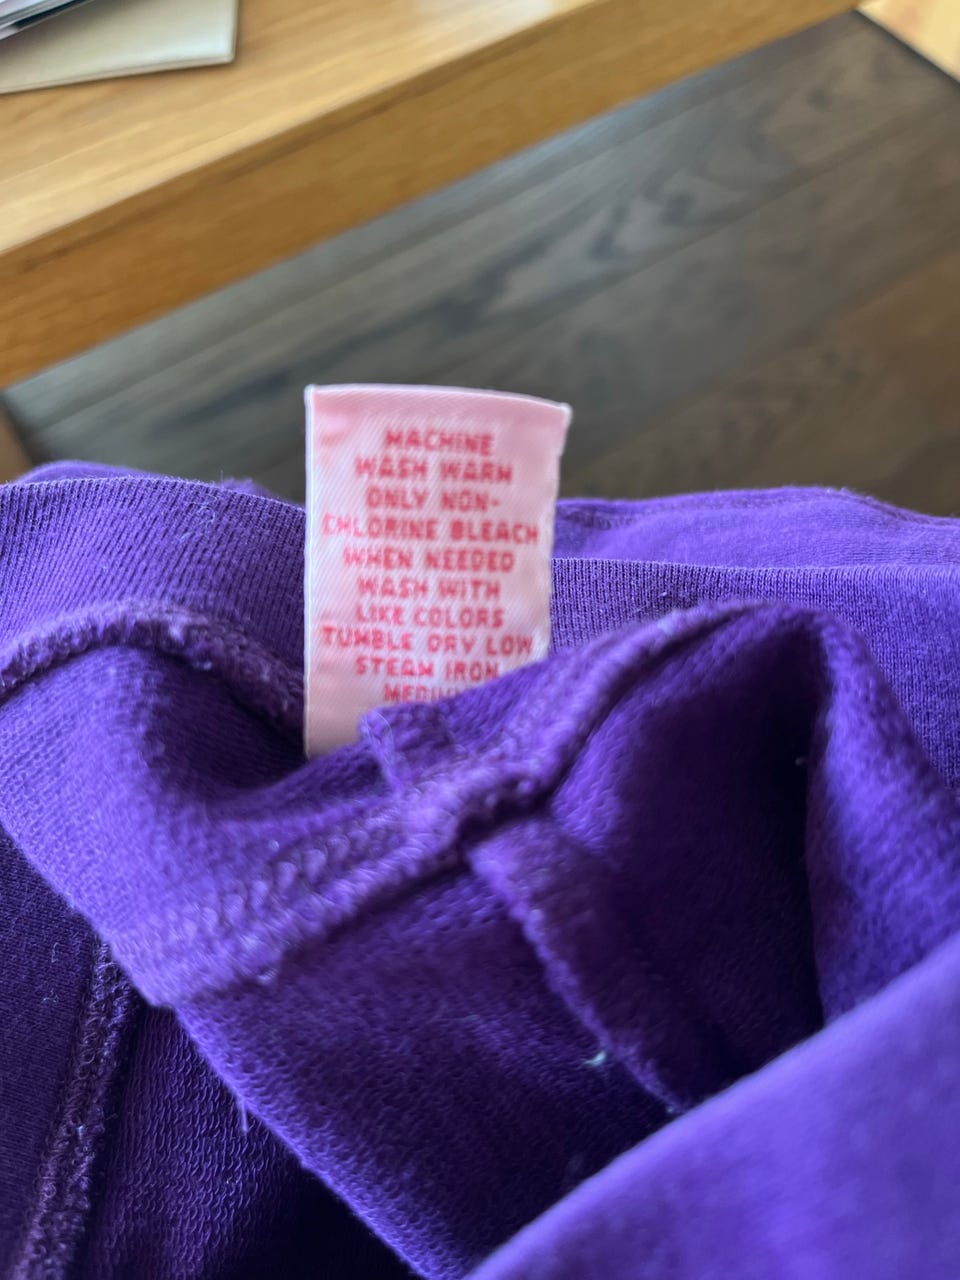 MACHINE
WASH WARM
ONLY NON-
CHLORINE BLEACH
WHEN NEEDED
WASH WITH
LIKE COLORS
TUMBLE DRY LOW
STEAM IRON